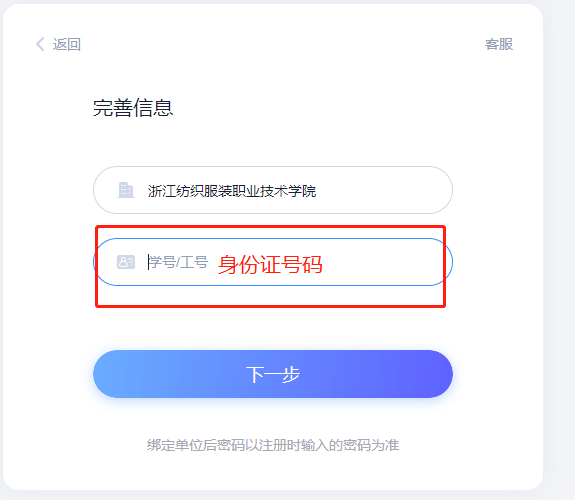 返回 客服
完善信息
浙江纺织服装职业技术学院
学号/工号 身份证号码
下一步
绑定单位后密码以注册时输入的密码为准